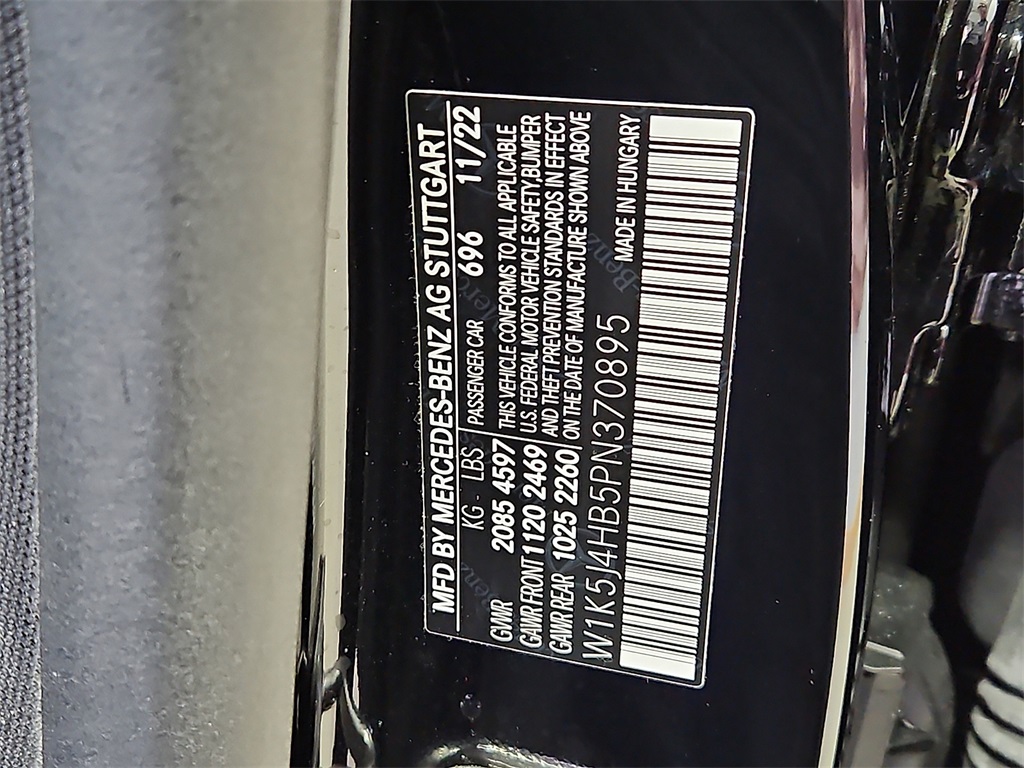 MFD BY MERCEDES-BENZ AG STUTTGART
KG - LBS PASSENGER CAR 696 11/22
GVWR 2085 4597
GAWR FRONT 1120 2469
GAWR REAR 1025 2260
THIS VEHICLE CONFORMS TO ALL APPLICABLE
U.S. FEDERAL MOTOR VEHICLE SAFETY,BUMPER
AND THEFT PREVENTION STANDARDS IN EFFECT
ON THE DATE OF MANUFACTURE SHOWN ABOVE
W1K5J4HB5PN370895 MADE IN HUNGARY